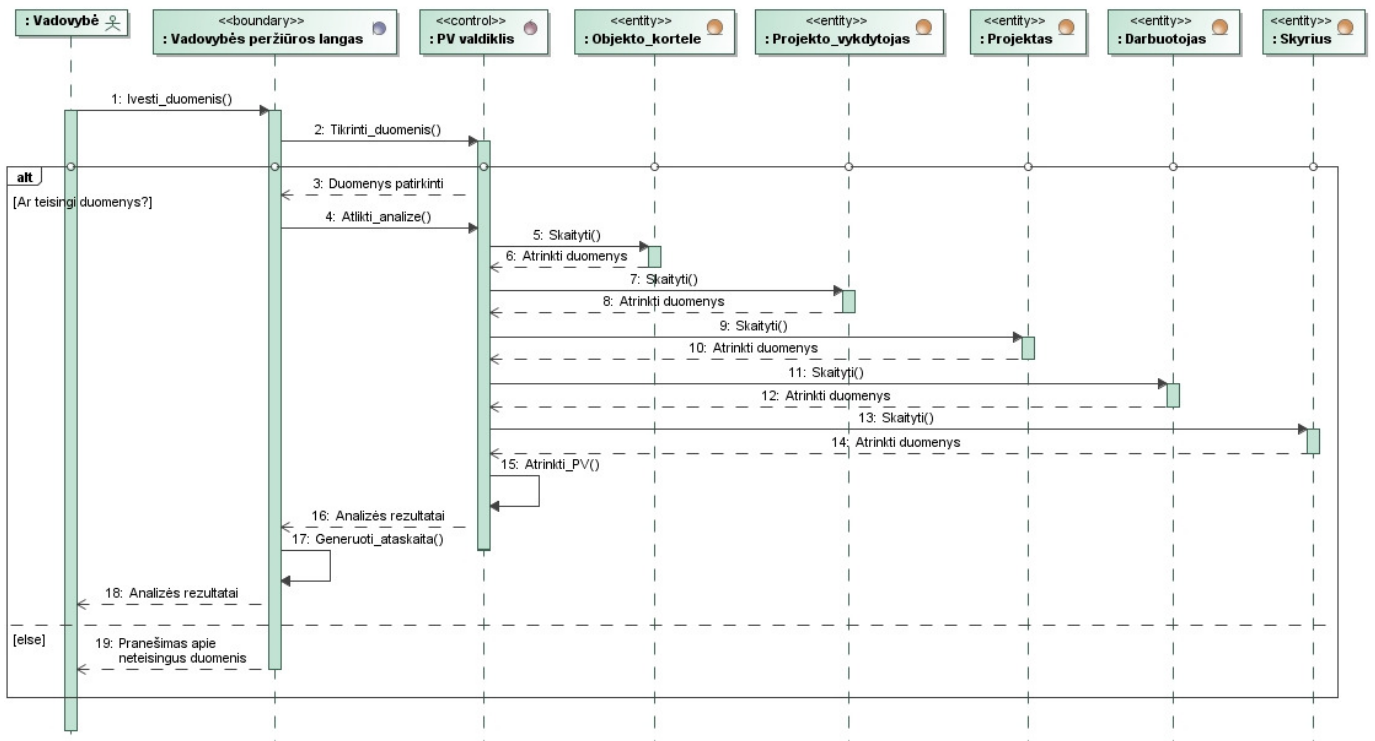 : Vadovybė
<<boundary>>
: Vadovybės peržiūros langas
<<control>>
: PV valdiklis
<<entity>>
: Objekto_kortele
<<entity>>
: Projekto_vykdytojas
<<entity>>
: Projektas
<<entity>>
: Darbuotojas
<<entity>>
: Skyrius
1: Ivesti_duomenis()
2: Tikrinti_duomenis()
alt
3: Duomenys patirkinti
[Ar teisingi duomenys?]
4: Atlikti_analize()
5: Skaityti()
6: Atrinkti duomenys
7: Skaityti()
8: Atrinkti duomenys
9: Skaityti()
10: Atrinkti duomenys
11: Skaityti()
12: Atrinkti duomenys
13: Skaityti()
14: Atrinkti duomenys
15: Atrinkti_PV()
16: Analizės rezultatai
17: Generuoti_ataskaita()
18: Analizės rezultatai
[else]
19: Pranešimas apie
neteisingus duomenis